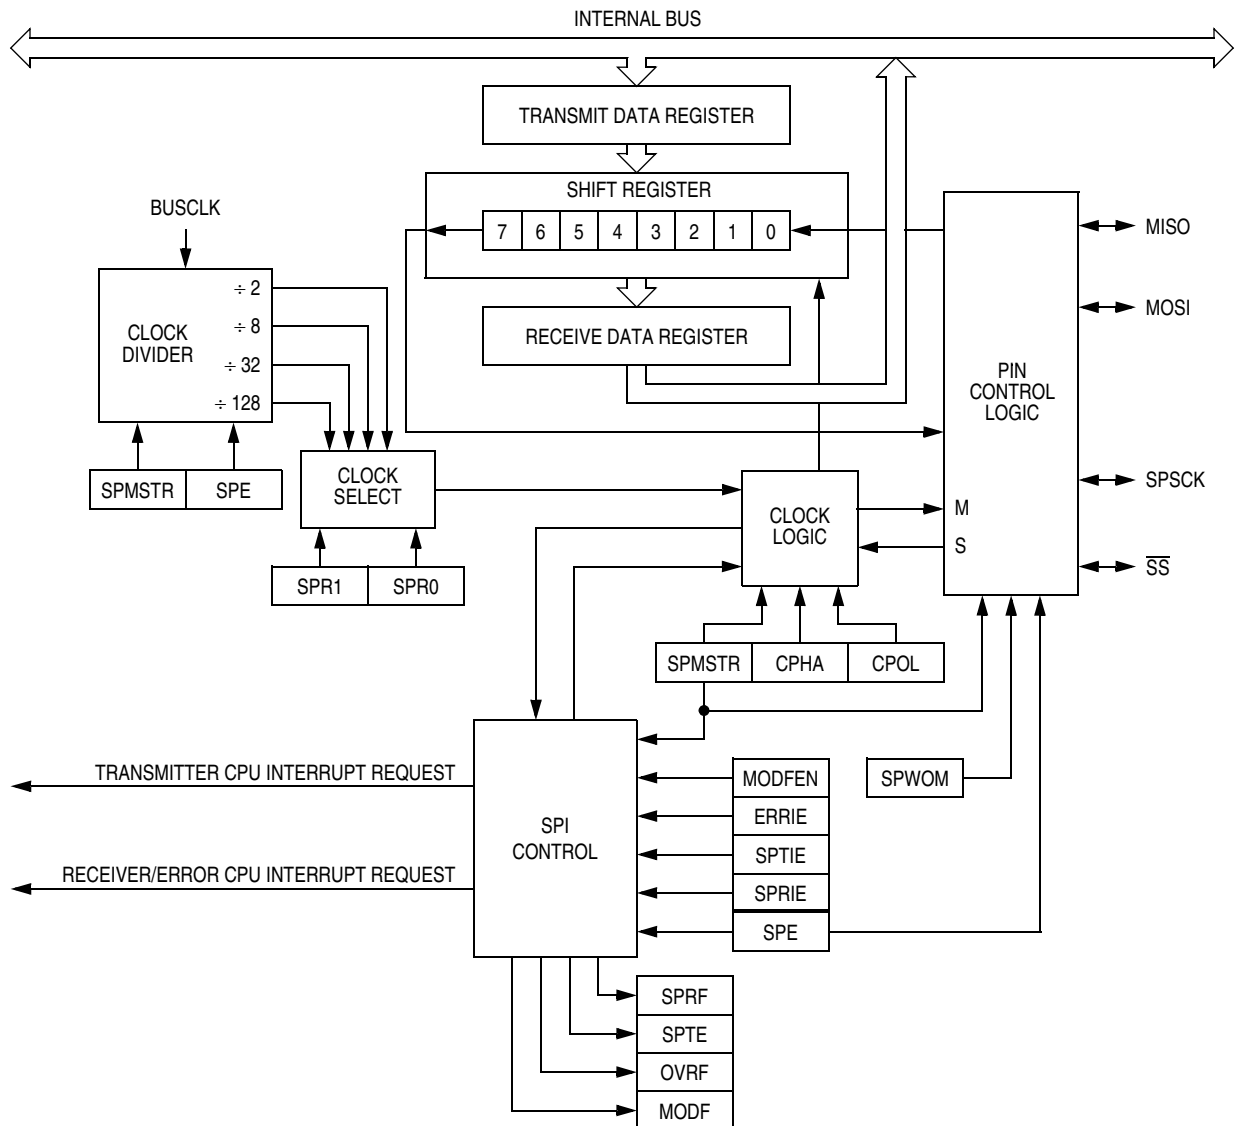 INTERNAL BUS
TRANSMIT DATA REGISTER
SHIFT REGISTER
7 6 5 4 3 2 1 0
RECEIVE DATA REGISTER
BUSCLK
CLOCK
DIVIDER
÷ 2
÷ 8
÷ 32
÷ 128
SPMSTR SPE
CLOCK
SELECT
SPR1 SPR0
CLOCK
LOGIC
M
S
PIN
CONTROL
LOGIC
MISO
MOSI
SPSCK
SS
SPMSTR CPHA CPOL
TRANSMITTER CPU INTERRUPT REQUEST
RECEIVER/ERROR CPU INTERRUPT REQUEST
SPI
CONTROL
MODFEN
ERRIE
SPTIE
SPRIE
SPE
SPWOM
SPRF
SPTE
OVRF
MODF